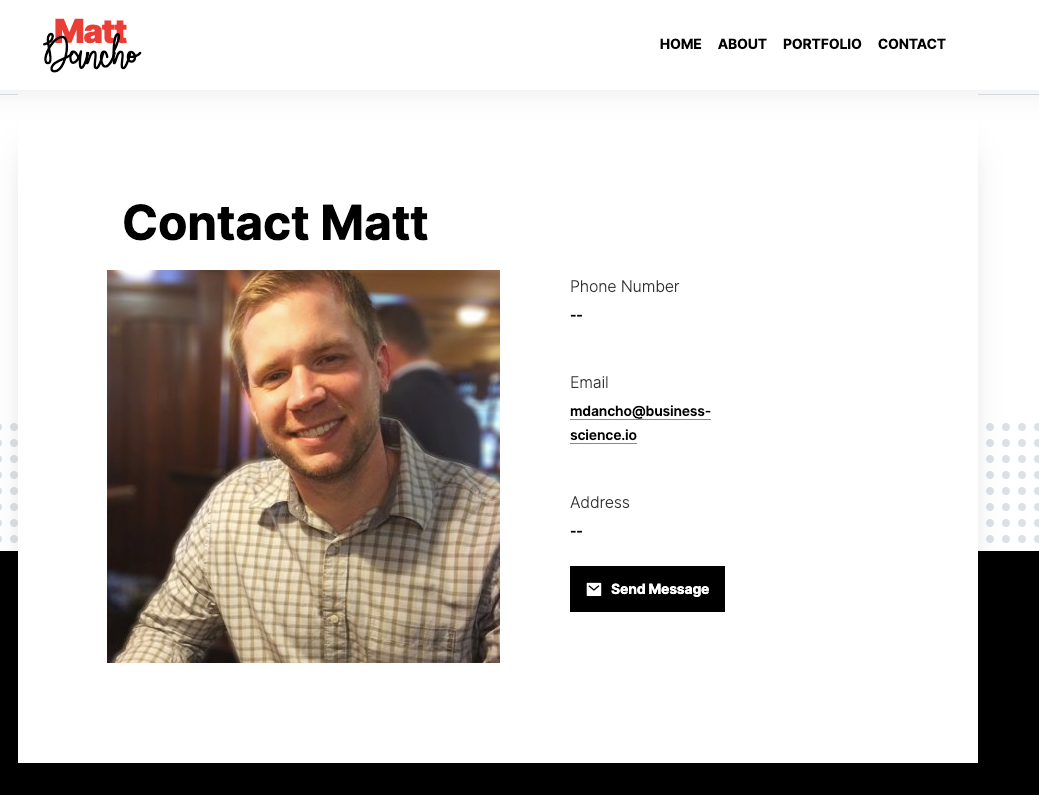 Matt
Dancho
HOME ABOUT PORTFOLIO CONTACT
Contact Matt
Phone Number
--
Email
mdancho@business-
science.io
Address
--
Send Message